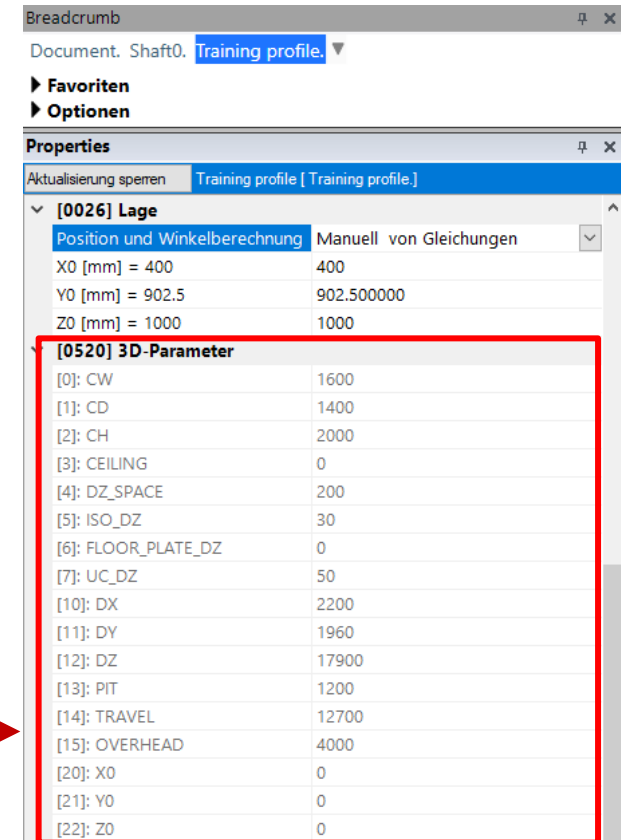 Breadcrumb
Document. Shaft0. Training profile.
Favoriten
Optionen
Properties
Aktualisierung sperren Training profile [ Training profile.]
[0026] Lage
Position und Winkelberechnung Manuell von Gleichungen
X0 [mm] = 400 400
Y0 [mm] = 902.5 902.500000
Z0 [mm] = 1000 1000
[0520] 3D-Parameter
[0]: CW 1600
[1]: CD 1400
[2]: CH 2000
[3]: CEILING 0
[4]: DZ_SPACE 200
[5]: ISO_DZ 30
[6]: FLOOR_PLATE_DZ 0
[7]: UC_DZ 50
[10]: DX 2200
[11]: DY 1960
[12]: DZ 17900
[13]: PIT 1200
[14]: TRAVEL 12700
[15]: OVERHEAD 4000
[20]: X0 0
[21]: Y0 0
[22]: Z0 0